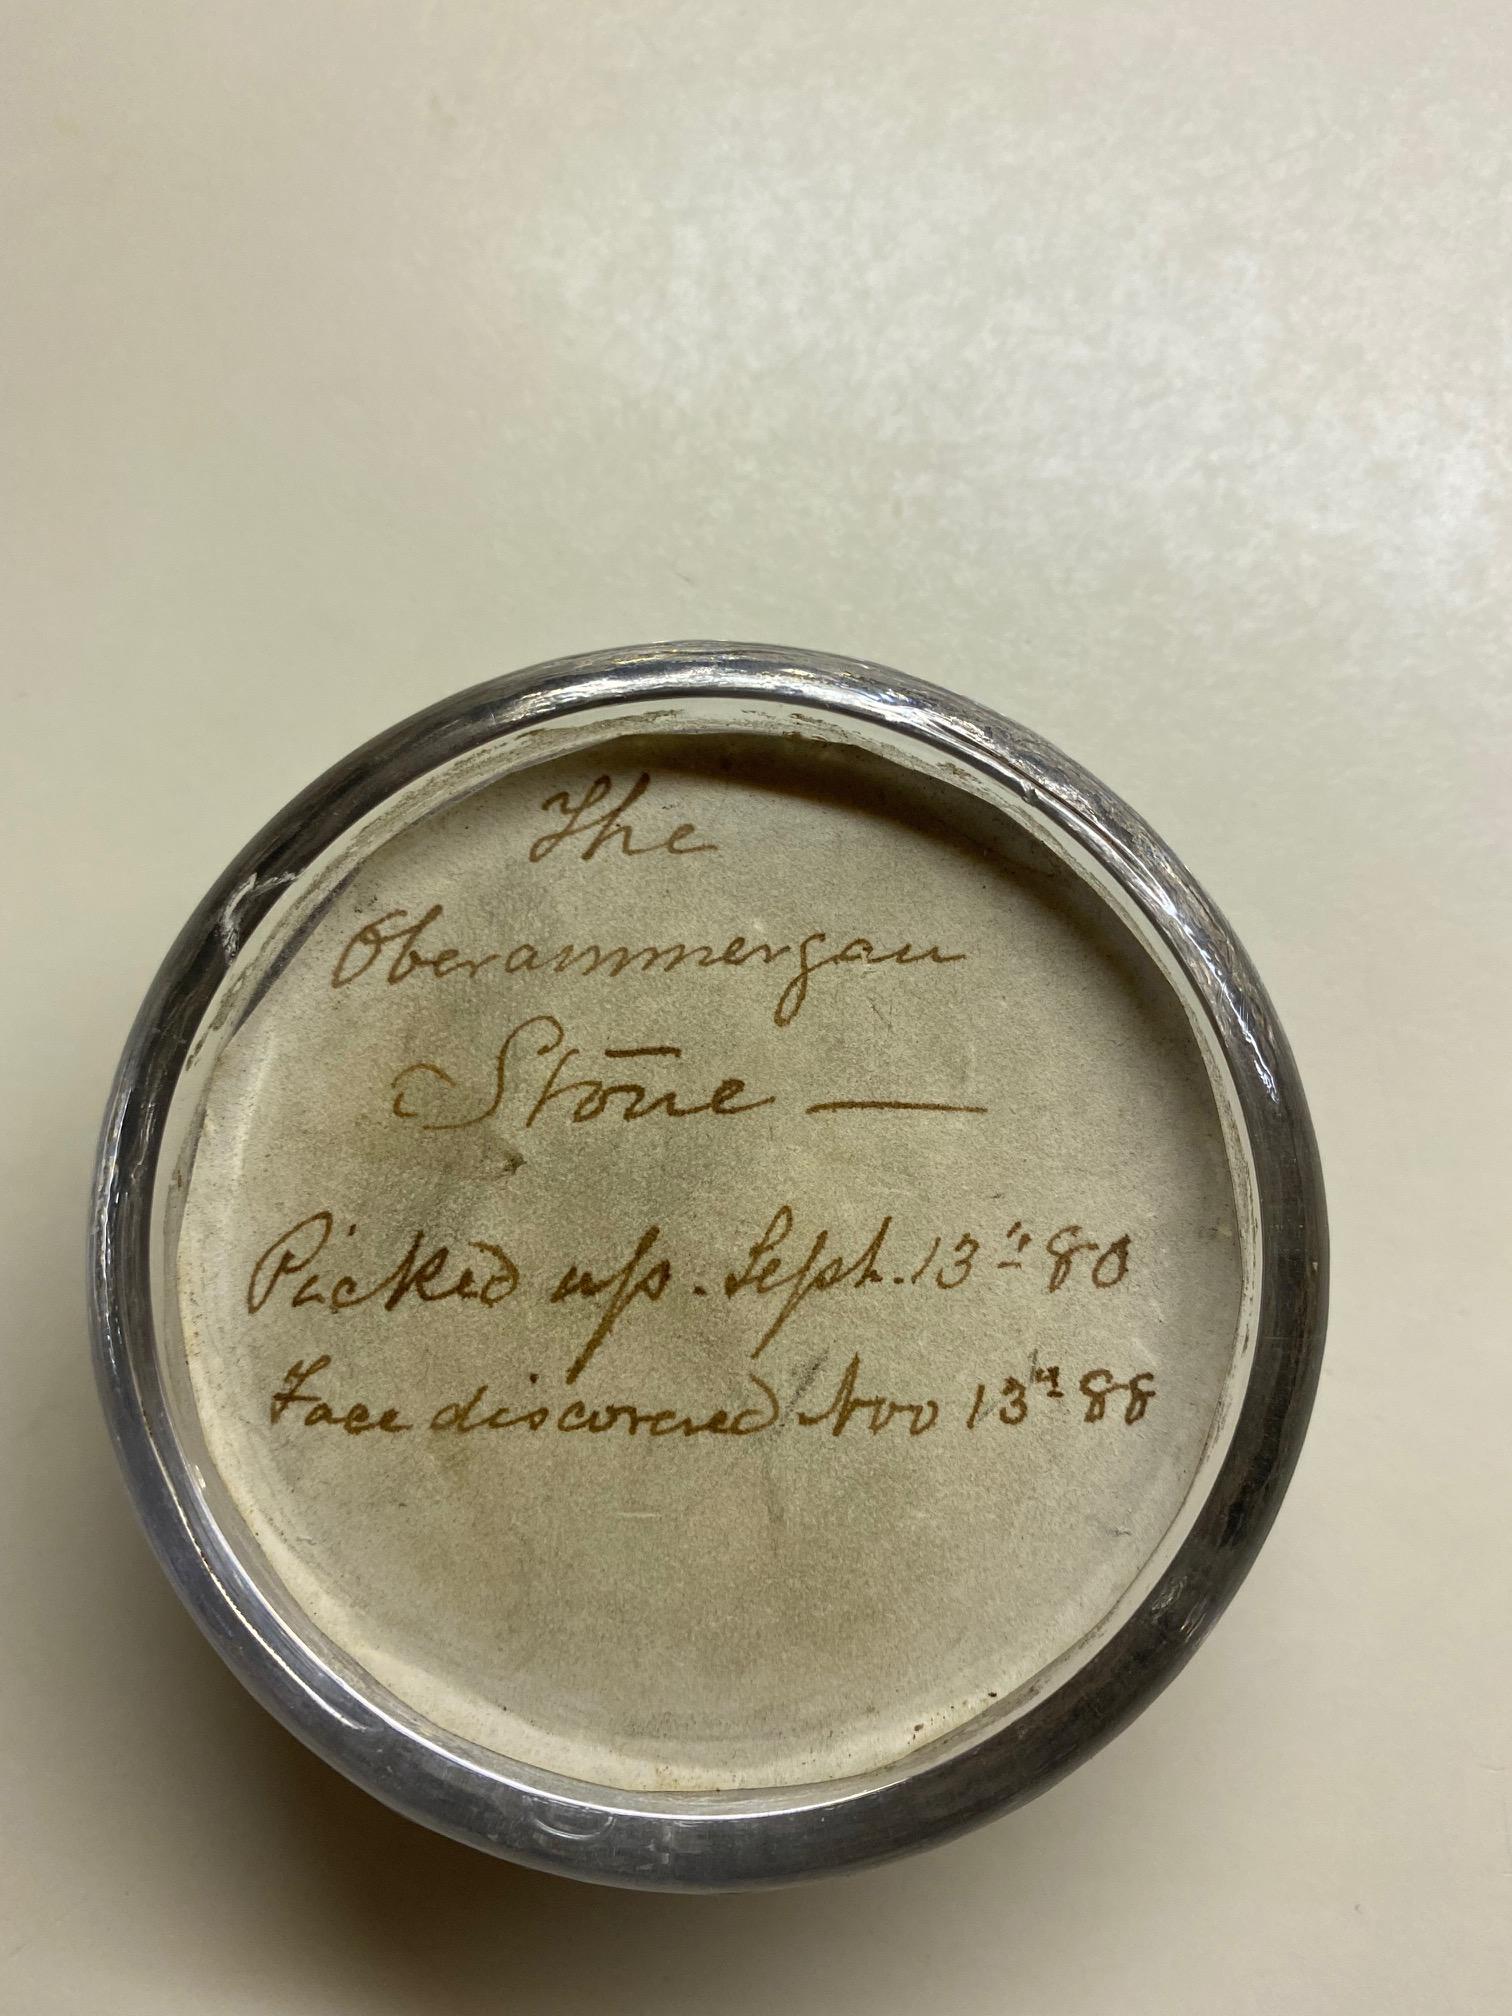 The
Oberammergau
Stone —
Picked up. Sept. 13th 80
Face discovered Nov 13th 88